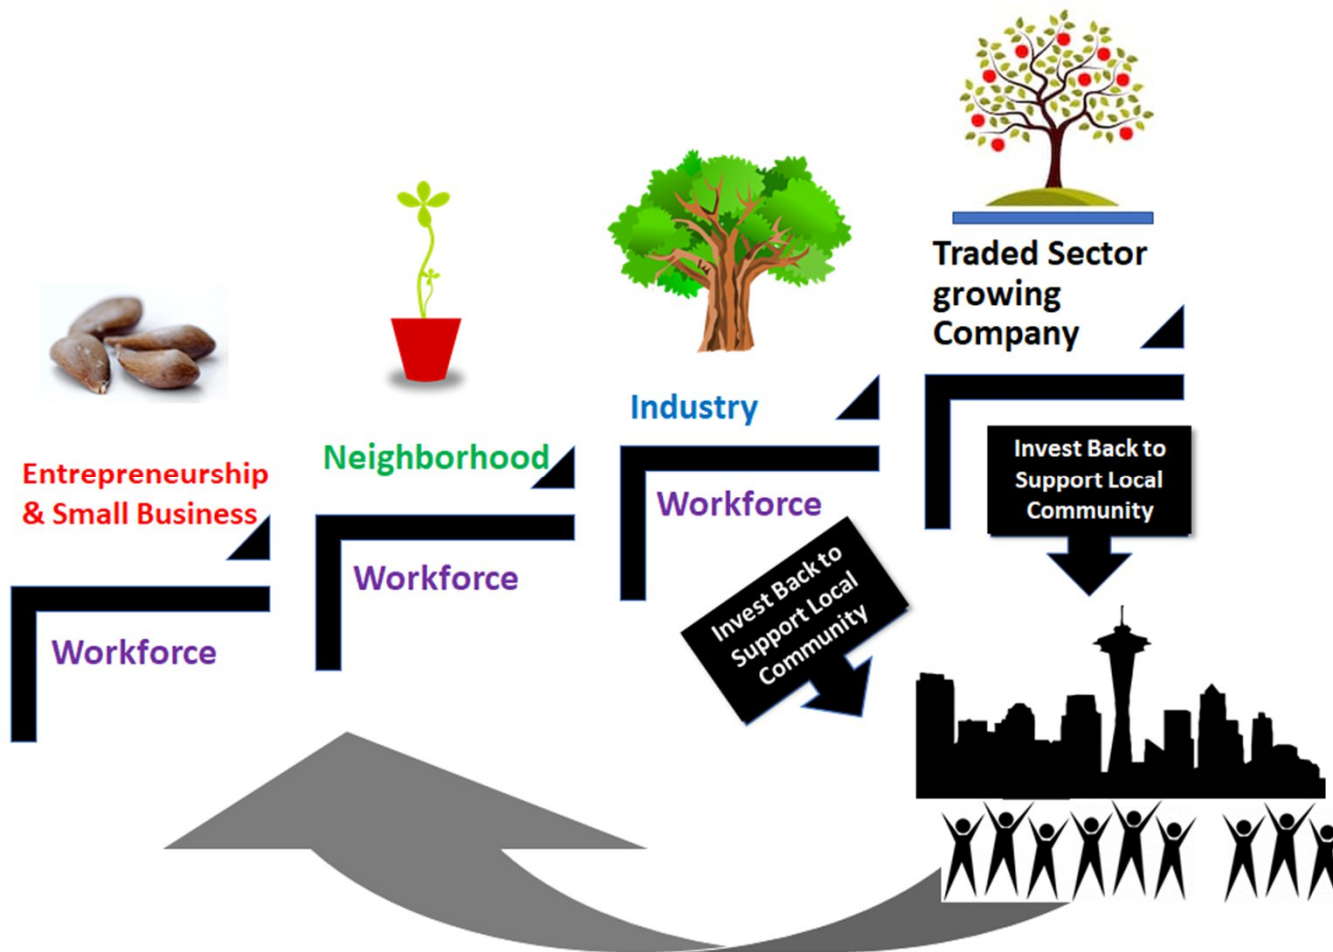 Entrepreneurship
& Small Business
Workforce
Neighborhood
Workforce
Industry
Workforce
Traded Sector
growing
Company
Invest Back to
Support Local
Community
Invest Back to
Support Local
Community